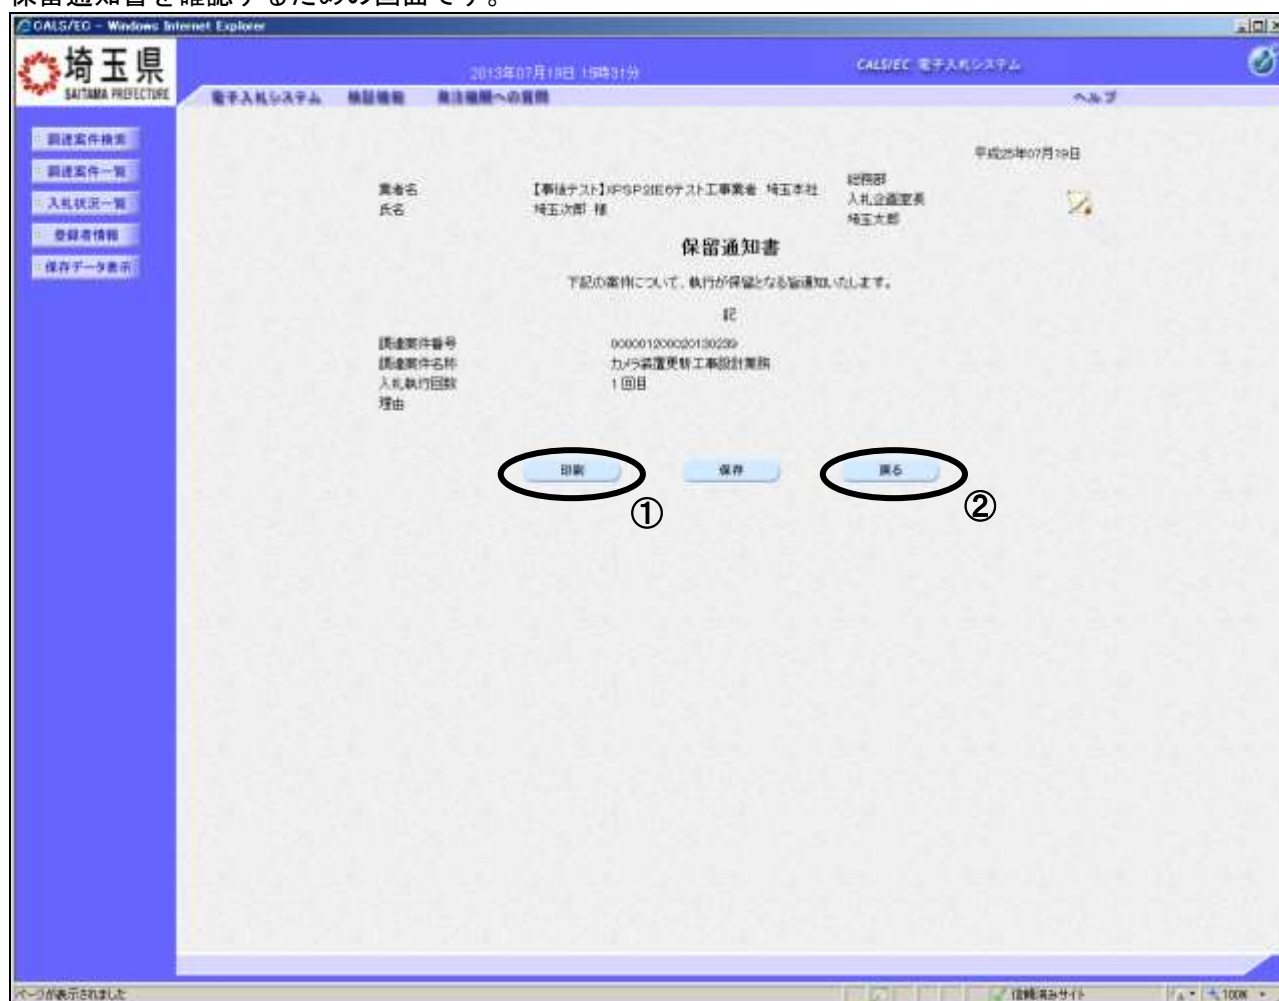 保留通知書を確認するための画面です。
CALS/EC - Windows Internet Explorer
埼玉県
SAITAMA PREFECTURE
2013年07月19日 15時31分
CALS/EC 電子入札システム
電子入札システム 検証機能 発注機関への質問 ヘルプ
調達案件検索
調達案件一覧
入札状況一覧
登録者情報
保存データ表示
平成25年07月19日
業者名 【事後テスト】XPSP2IE6テスト工事業者 埼玉本社
氏名 埼玉次郎 様
総務部
入札企画室長
埼玉太郎
保留通知書
下記の案件について、執行が保留となる旨通知いたします。
記
調達案件番号 000001200020130239
調達案件名称 カメラ装置更新工事設計業務
入札執行回数 1回目
理由
印刷 保存 戻る
① ②
ページが表示されました 信頼済みサイト 100%